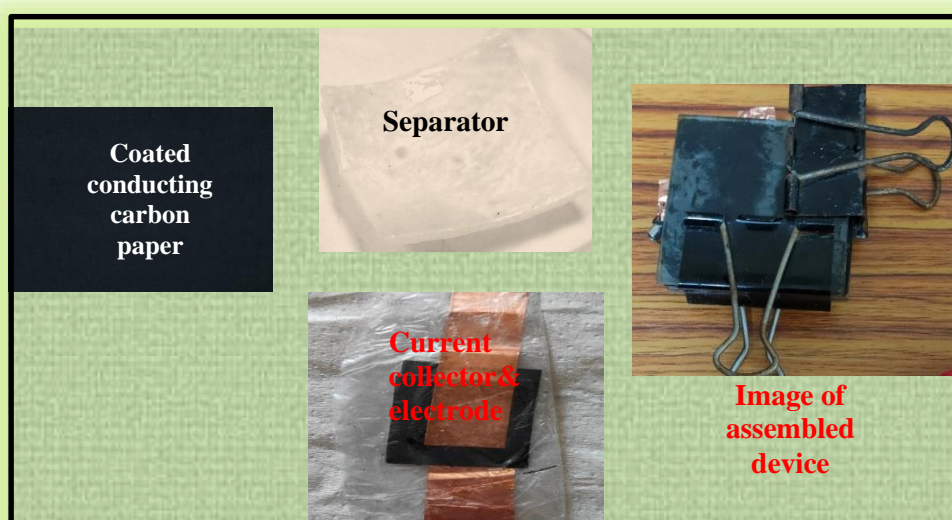 Coated
conducting
carbon
paper
Separator
Current
collector&
electrode
Image of
assembled
device